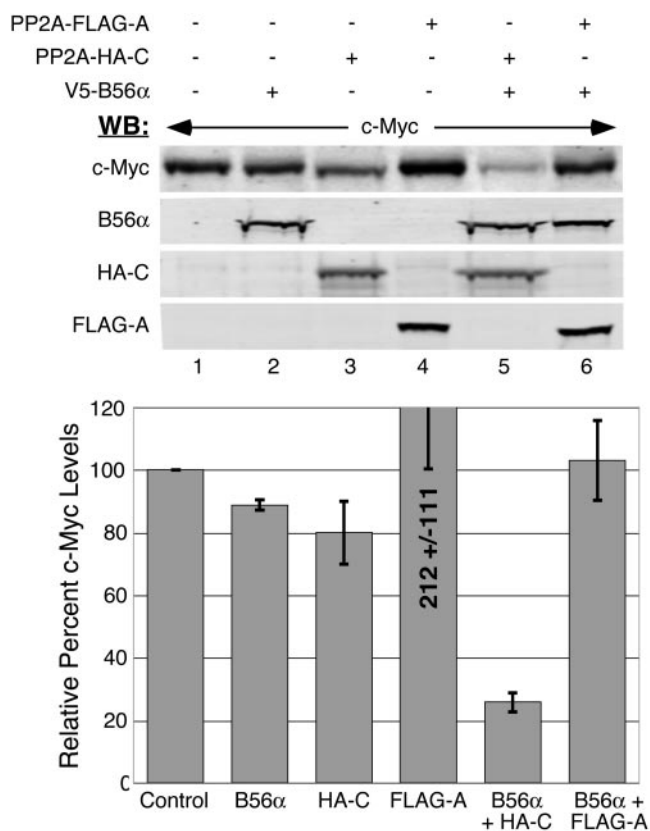 PP2A-FLAG-A - - - + - +
PP2A-HA-C - - + - + -
V5-B56α - + - - + +
WB: c-Myc
c-Myc
B56α
HA-C
FLAG-A
1 2 3 4 5 6
Relative Percent c-Myc Levels
120
100
80
60
40
20
0
212 +/-111
Control B56α HA-C FLAG-A B56α B56α +
+ HA-C FLAG-A